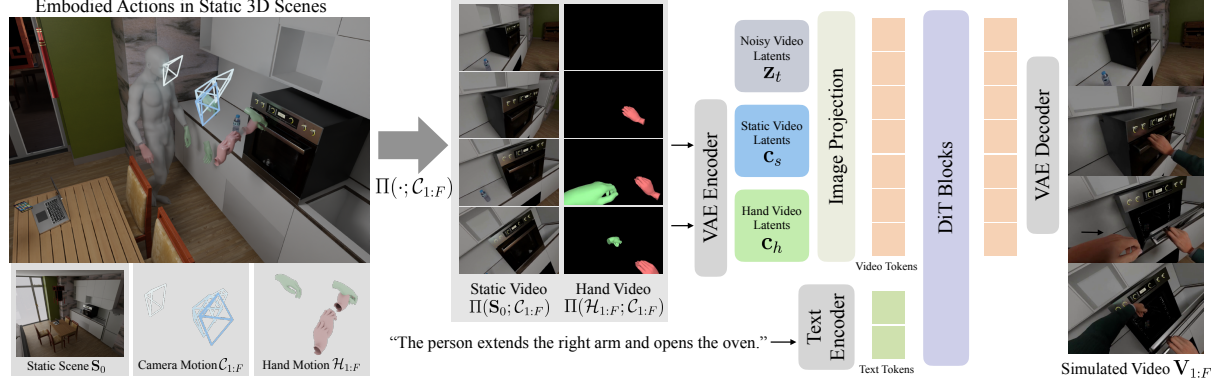 Embodied Actions in Static 3D Scenes
Static Scene S₀
Camera Motion 𝒞₁:F
Hand Motion ℋ₁:F
Π(·; 𝒞₁:F)
Static Video
Π(S₀; 𝒞₁:F)
Hand Video
Π(ℋ₁:F; 𝒞₁:F)
VAE Encoder
Noisy Video
Latents
z_t
Static Video
Latents
c_s
Hand Video
Latents
c_h
Image Projection
Video Tokens
“The person extends the right arm and opens the oven.”
Text
Encoder
Text Tokens
DiT Blocks
VAE Decoder
Simulated Video V₁:F